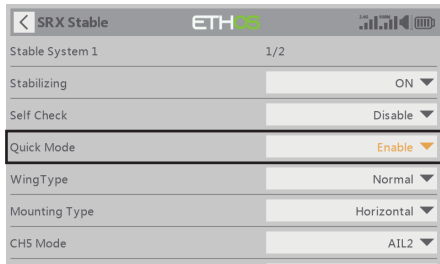 SRX Stable ETHOS
Stable System 1 1/2
Stabilizing ON
Self Check Disable
Quick Mode Enable
WingType Normal
Mounting Type Horizontal
CH5 Mode AIL2